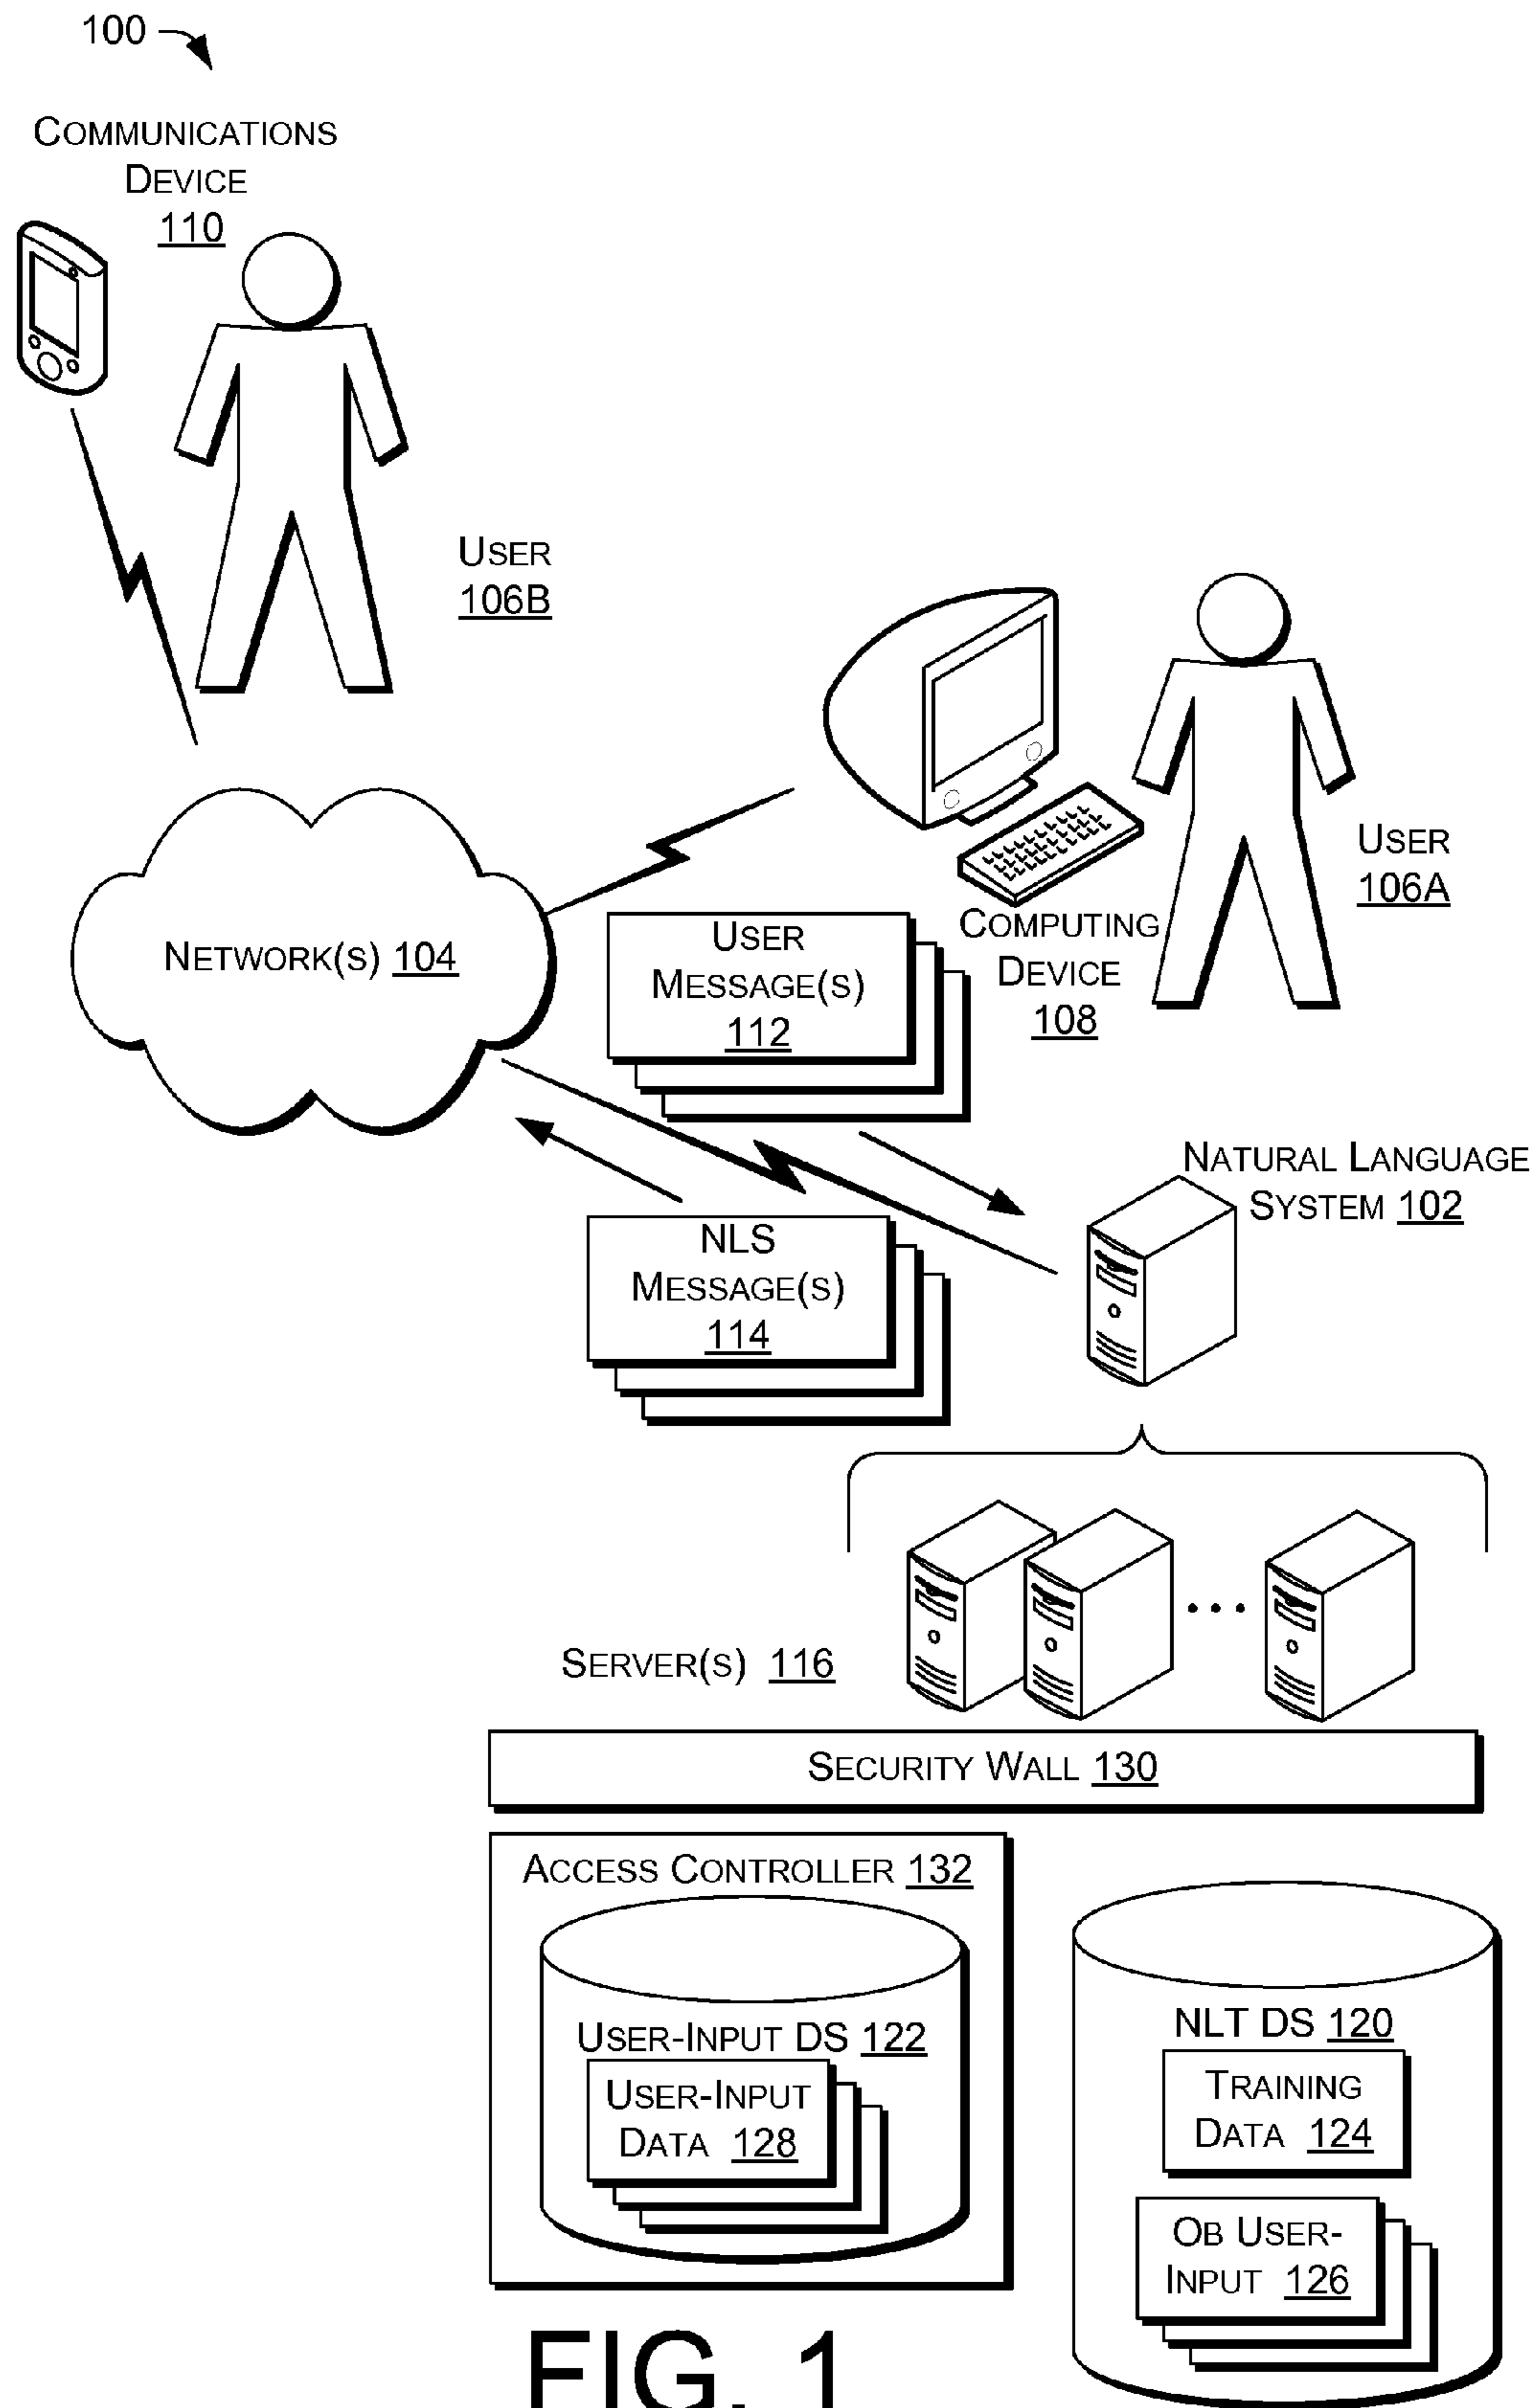 100
COMMUNICATIONS
DEVICE
110
USER
106B
USER
106A
COMPUTING
DEVICE
108
NETWORK(S) 104
USER
MESSAGE(S)
112
NATURAL LANGUAGE
SYSTEM 102
NLS
MESSAGE(S)
114
SERVER(S) 116
SECURITY WALL 130
ACCESS CONTROLLER 132
USER-INPUT DS 122
USER-INPUT
DATA 128
NLT DS 120
TRAINING
DATA 124
OB USER-
INPUT 126
FIG. 1